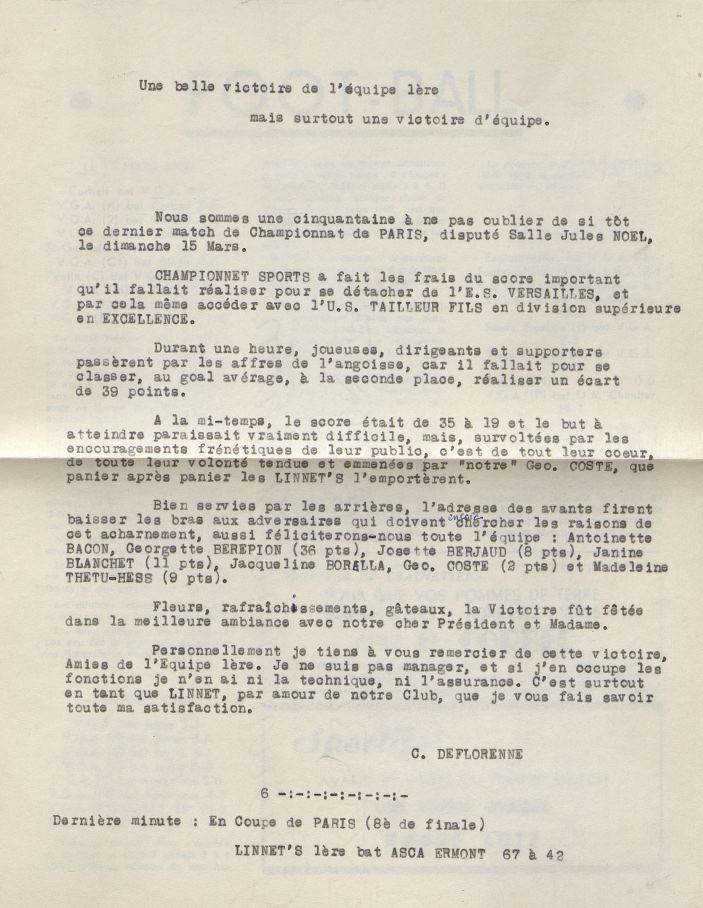 Une belle victoire de l'équipe lère
mais surtout une victoire d'équipe.
Nous sommes une cinquantaine à ne pas oublier de si tôt
ce dernier match de Championnat de PARIS, disputé Salle Jules NOEL,
le dimanche 15 Mars.
CHAMPIONNET SPORTS a fait les frais du score important
qu'il fallait réaliser pour se détacher de l'E.S. VERSAILLES, et
par cela même accéder avec l'U.S. TAILLEUR FILS en division supérieure
en EXCELLENCE.
Durant une heure, joueuses, dirigeants et supporters
passèrent par les affres de l'angoisse, car il fallait pour se
classer, au goal avérage, à la seconde place, réaliser un écart
de 39 points.
A la mi-temps, le score était de 35 à 19 et le but à
atteindre paraissait vraiment difficile, mais, survoltées par les
encouragements frénétiques de leur public, c'est de tout leur coeur,
de toute leur volonté tendue et emmenées par "notre" Geo. COSTE, que
panier après panier les LINNET'S l'emportèrent.
Bien servies par les arrières, l'adresse des avants firent
baisser les bras aux adversaires qui doivent encore chercher les raisons de
cet acharnement, aussi féliciterons-nous toute l'équipe : Antoinette
BACON, Georgette BEREPION (36 pts), Josette BERJAUD (8 pts), Janine
BLANCHET (11 pts), Jacqueline BORELLA, Geo. COSTE (2 pts) et Madeleine
THETU-HESS (9 pts).
Fleurs, rafraîchissements, gâteaux, la Victoire fût fêtée
dans la meilleure ambiance avec notre cher Président et Madame.
Personnellement je tiens à vous remercier de cette victoire,
Amies de l'Equipe lère. Je ne suis pas manager, et si j'en occupe les
fonctions je n'en ai ni la technique, ni l'assurance. C'est surtout
en tant que LINNET, par amour de notre Club, que je vous fais savoir
toute ma satisfaction.
C. DEFLORENNE
6 -:-:-:-:-:-:-:-
Dernière minute : En Coupe de PARIS (8è de finale)
LINNET'S lère bat ASCA ERMONT 67 à 42